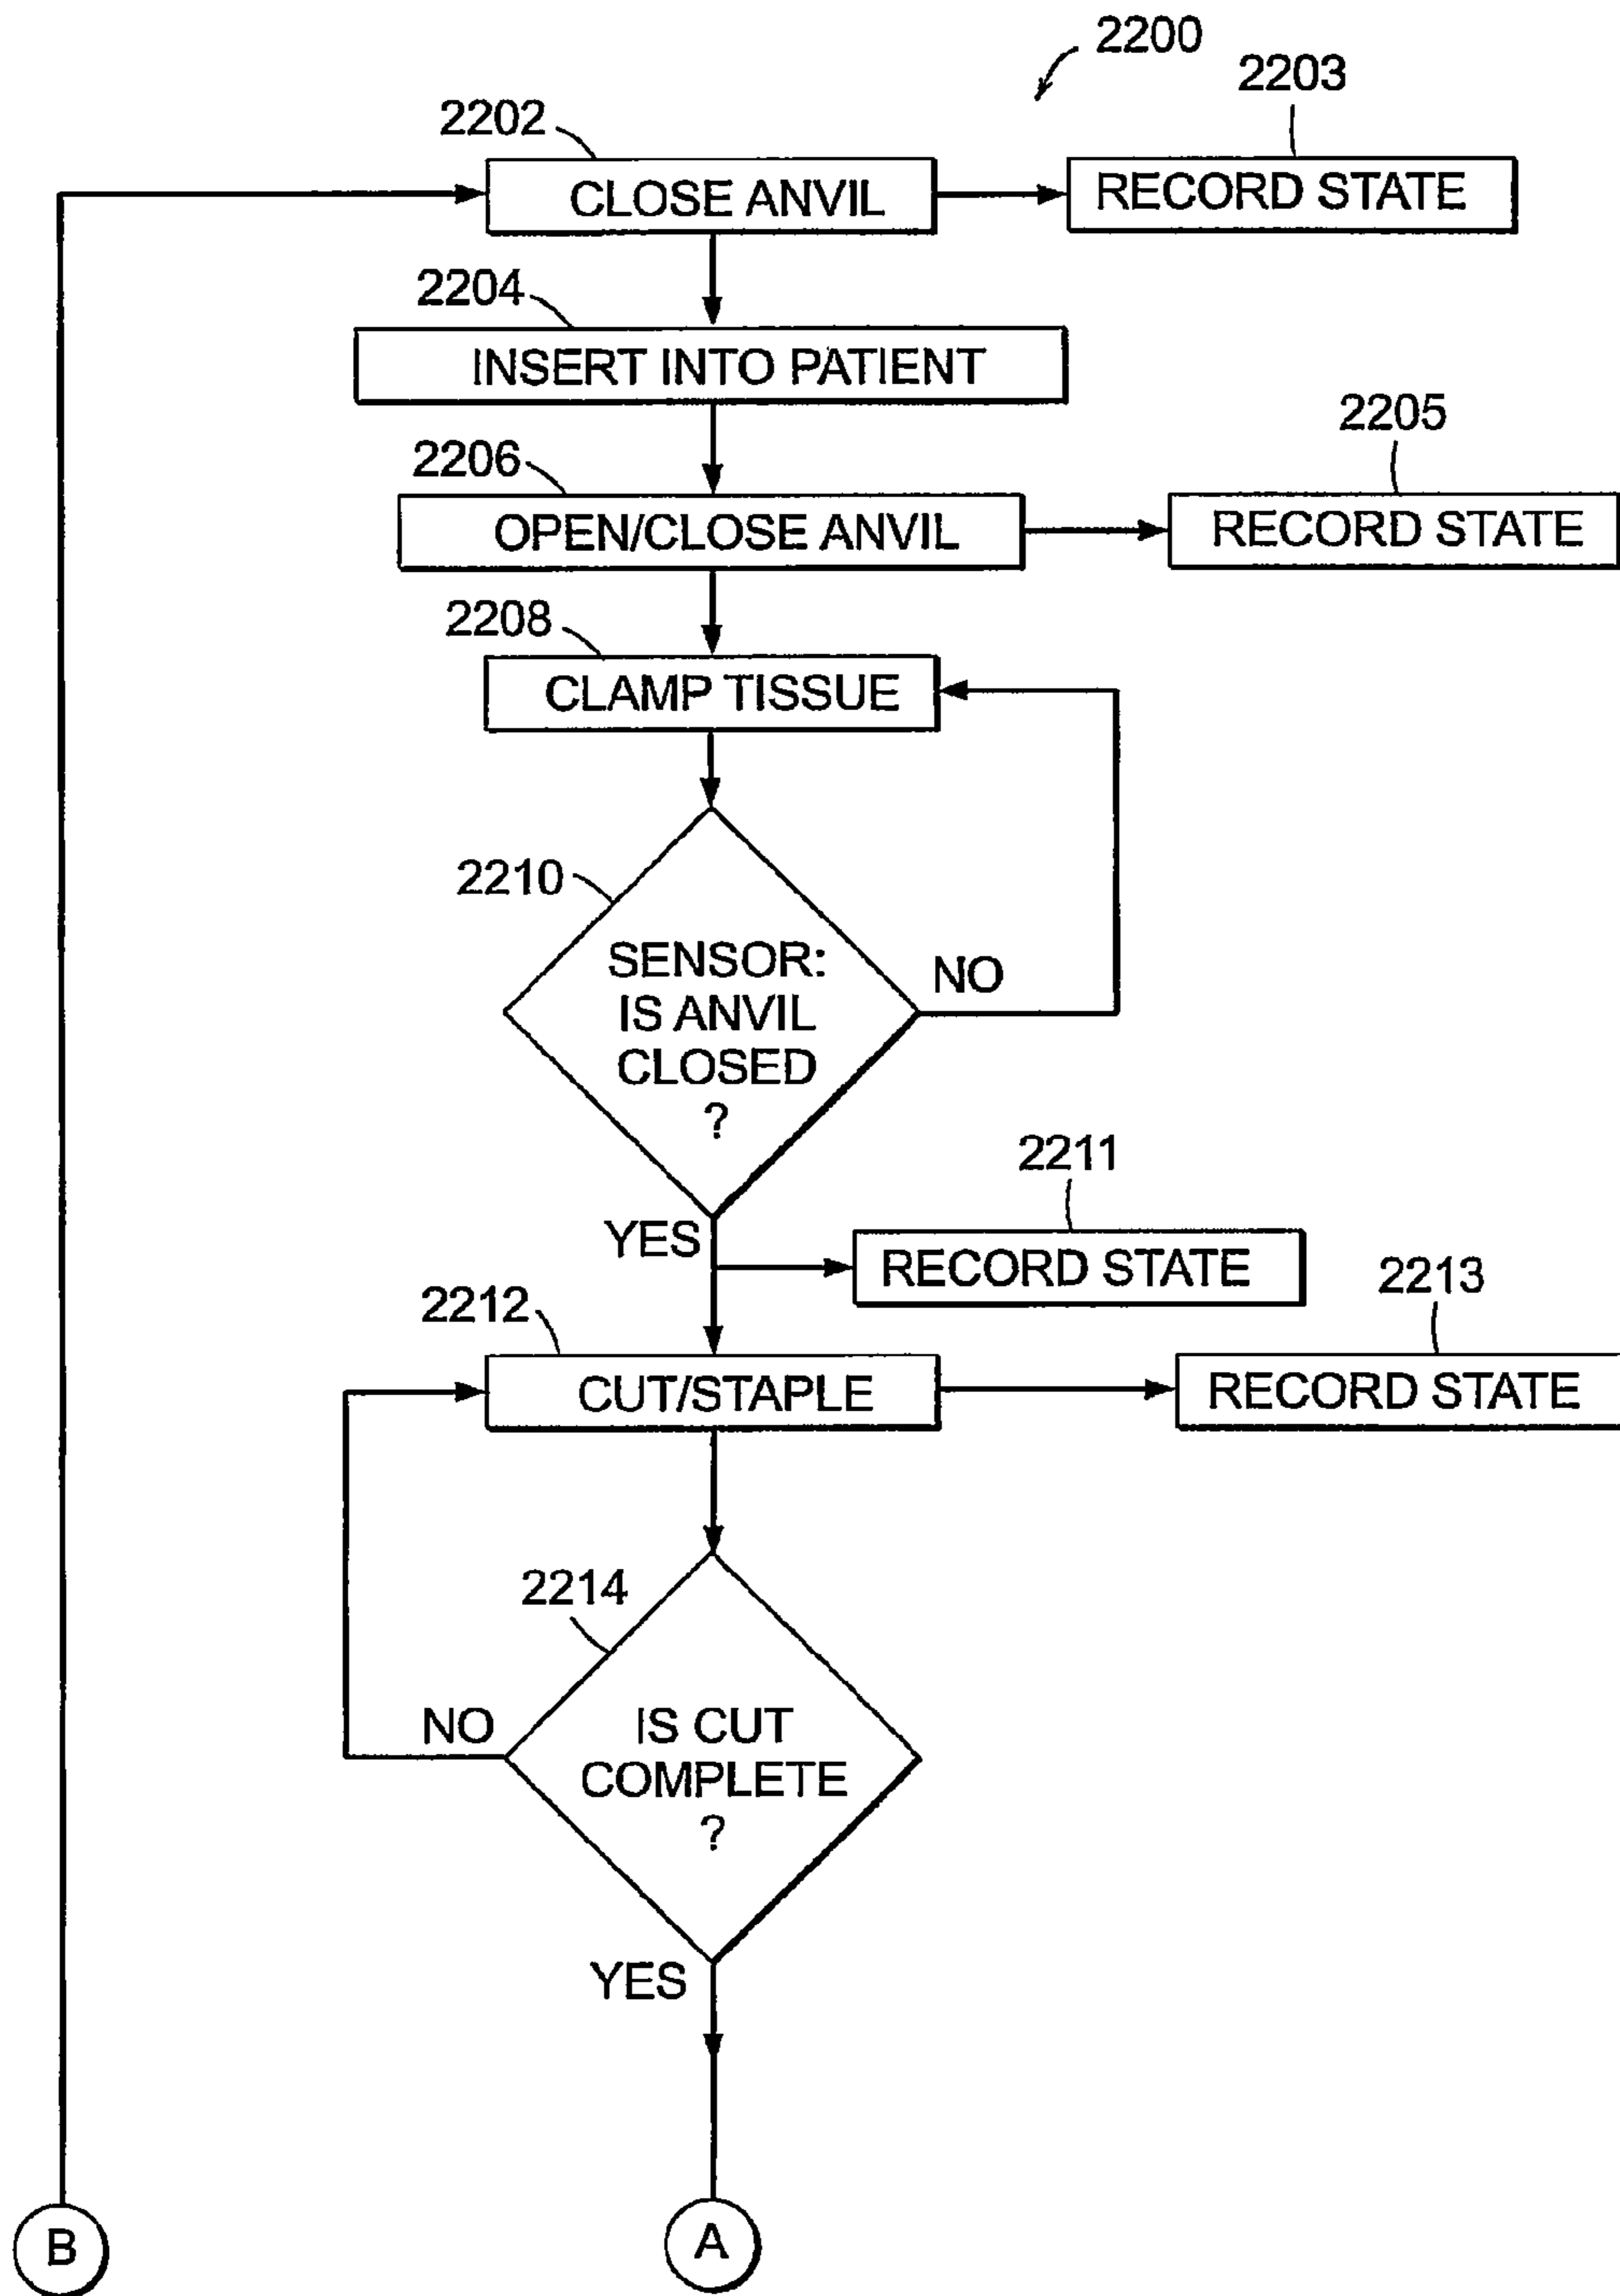 2200
2203
2202
CLOSE ANVIL
RECORD STATE
2204
INSERT INTO PATIENT
2205
2206
OPEN/CLOSE ANVIL
RECORD STATE
2208
CLAMP TISSUE
2210
SENSOR:
IS ANVIL
CLOSED
?
NO
2211
YES
RECORD STATE
2213
2212
CUT/STAPLE
RECORD STATE
2214
NO
IS CUT
COMPLETE
?
YES
B
A